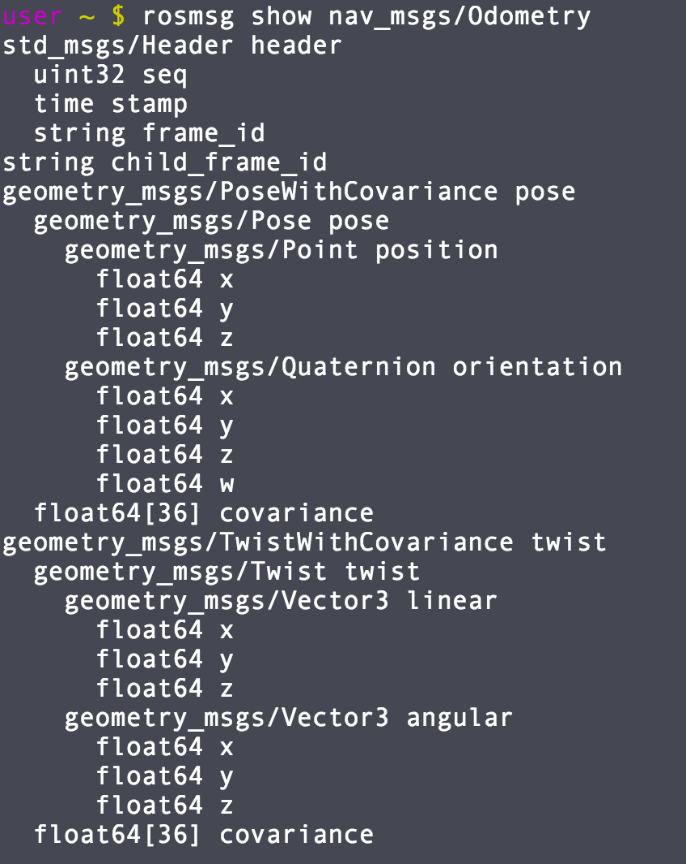 user ~ $ rosmsg show nav_msgs/Odometry
std_msgs/Header header
  uint32 seq
  time stamp
  string frame_id
string child_frame_id
geometry_msgs/PoseWithCovariance pose
  geometry_msgs/Pose pose
    geometry_msgs/Point position
      float64 x
      float64 y
      float64 z
    geometry_msgs/Quaternion orientation
      float64 x
      float64 y
      float64 z
      float64 w
  float64[36] covariance
geometry_msgs/TwistWithCovariance twist
  geometry_msgs/Twist twist
    geometry_msgs/Vector3 linear
      float64 x
      float64 y
      float64 z
    geometry_msgs/Vector3 angular
      float64 x
      float64 y
      float64 z
  float64[36] covariance